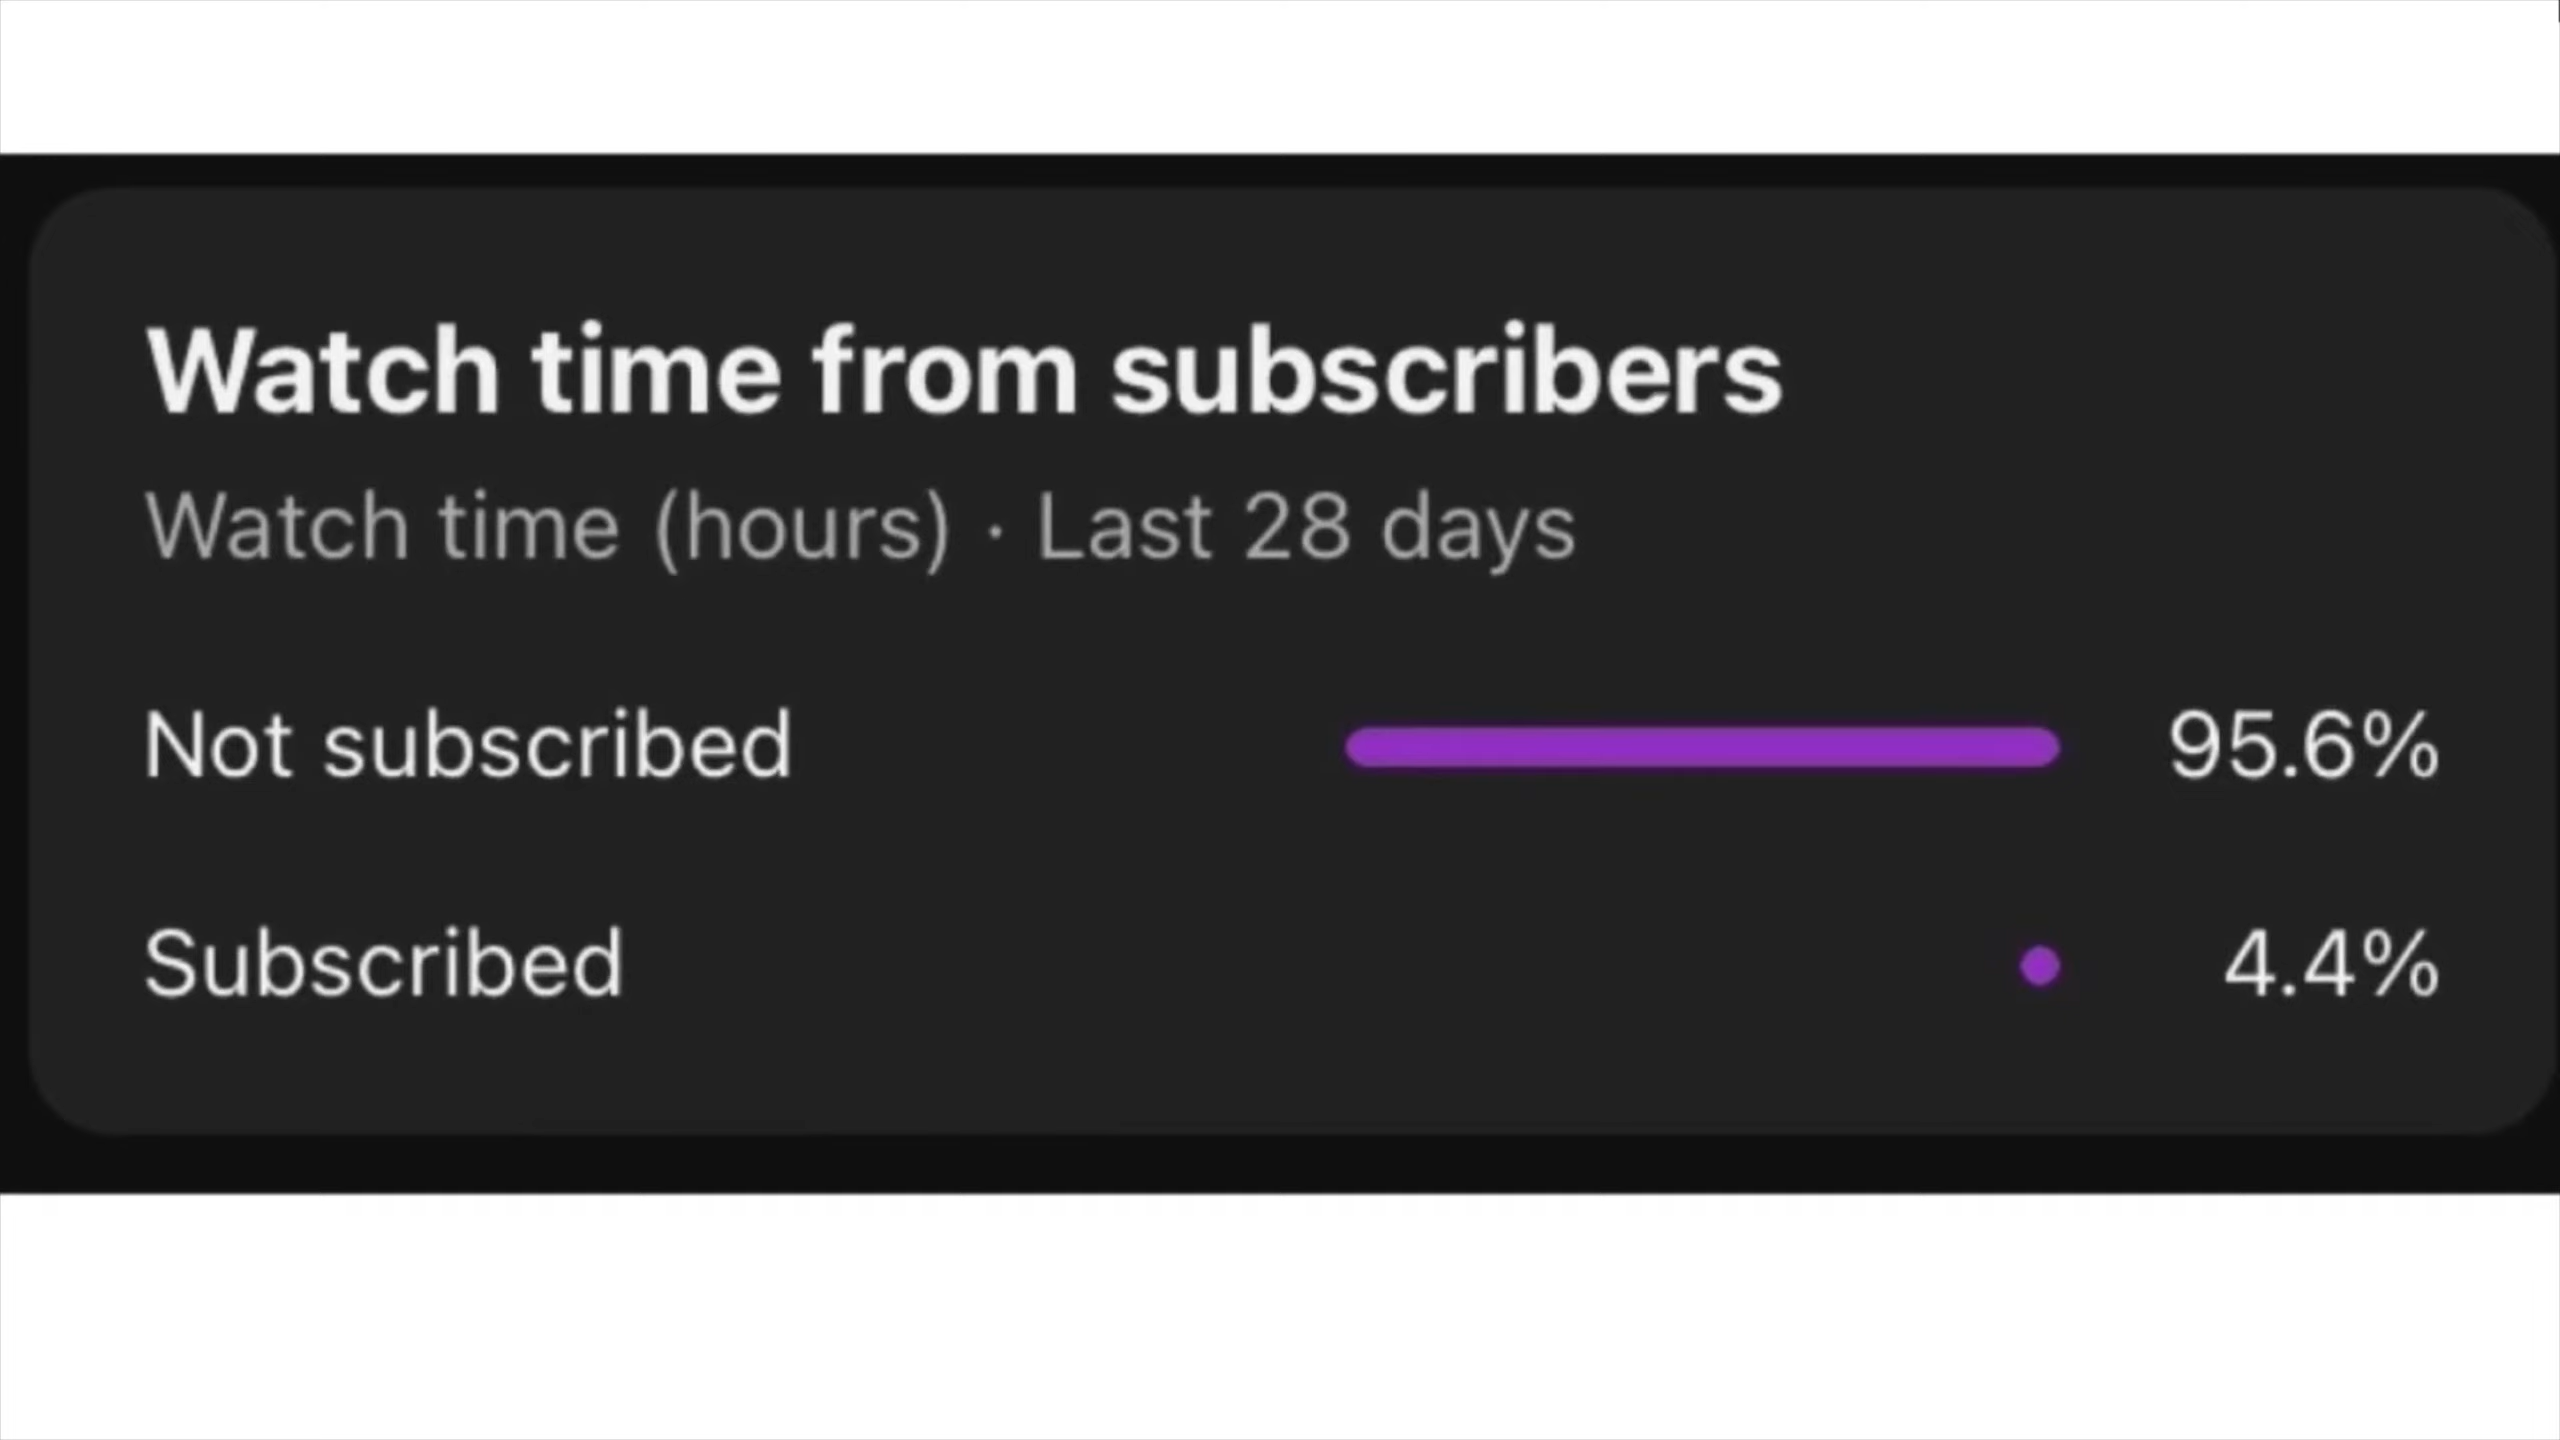 Watch time from subscribers
Watch time (hours) · Last 28 days
Not subscribed 95.6%
Subscribed 4.4%